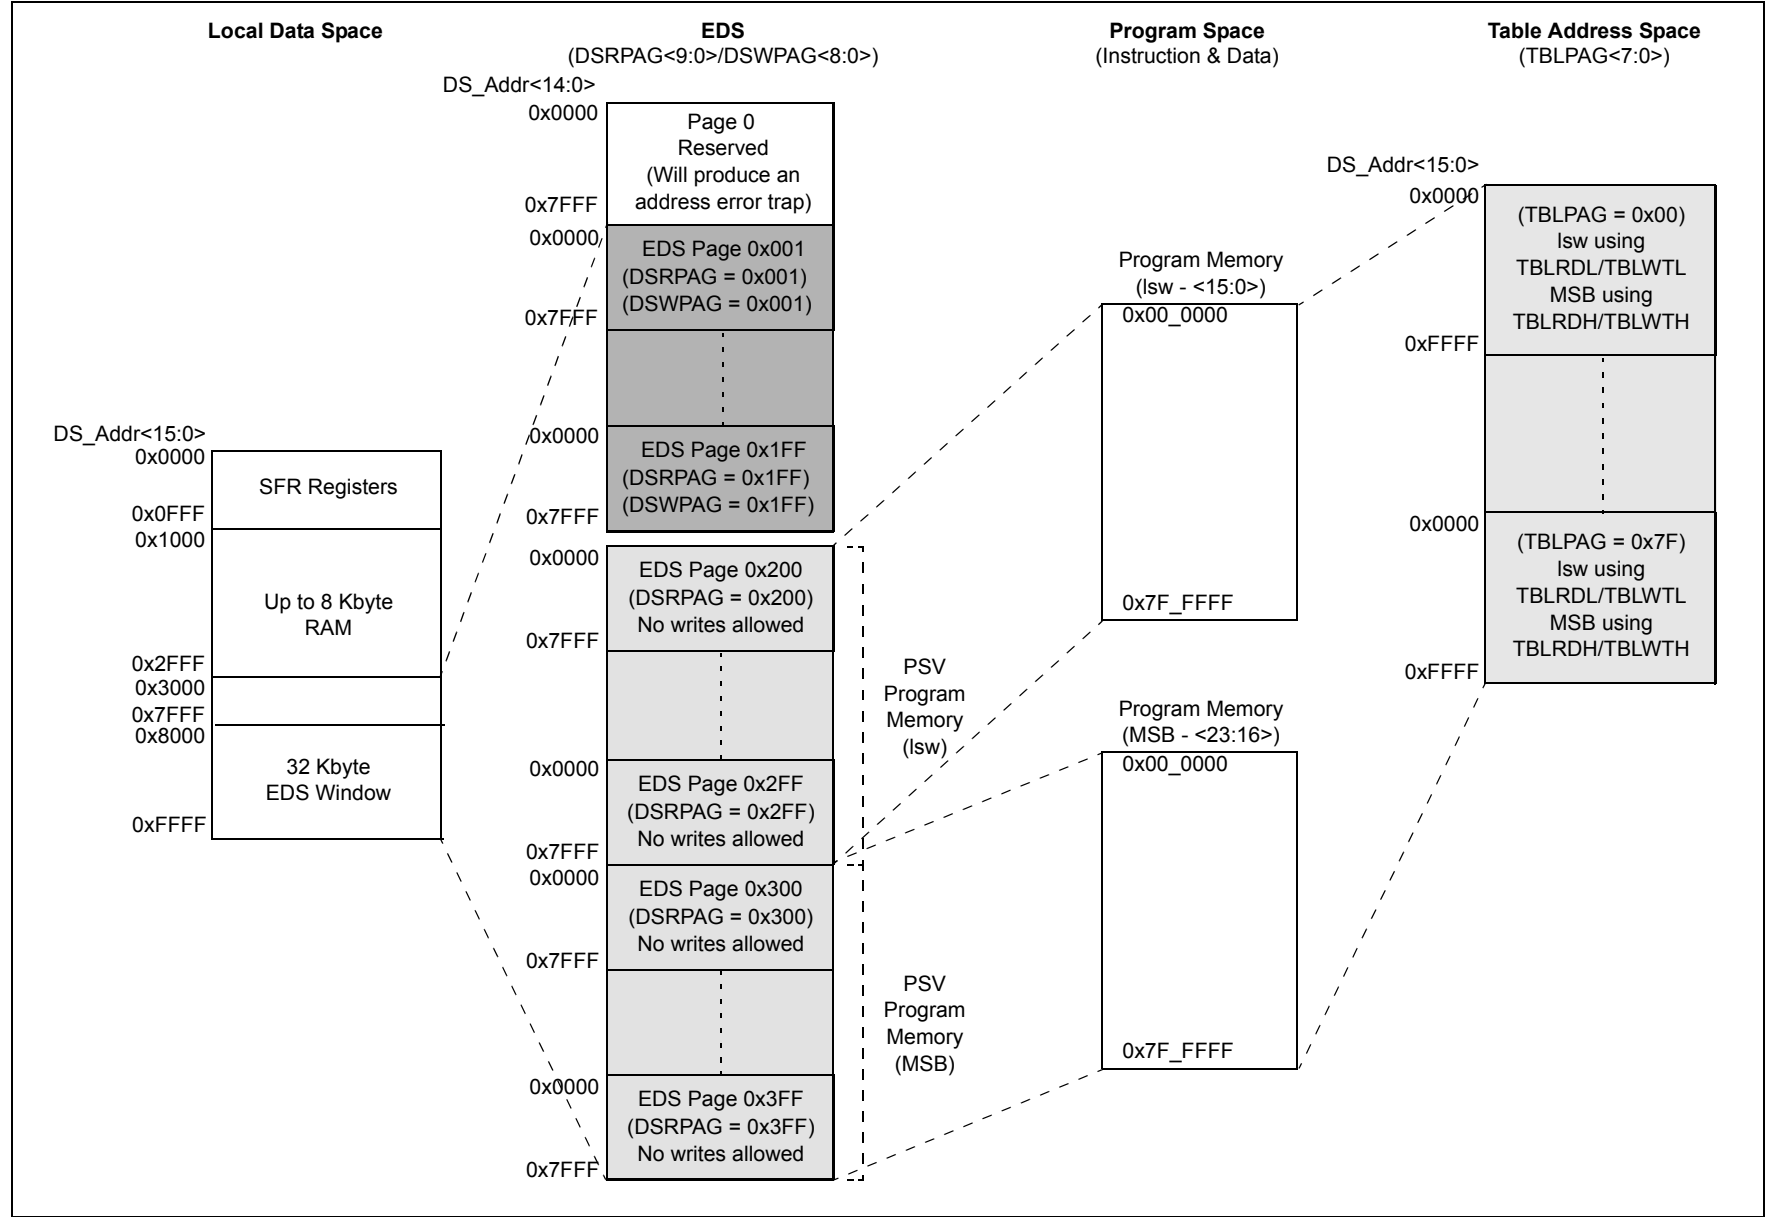 Local Data Space
DS_Addr<15:0>
0x0000
SFR Registers
0x0FFF
0x1000
Up to 8 Kbyte
RAM
0x2FFF
0x3000
0x7FFF
0x8000
32 Kbyte
EDS Window
0xFFFF
EDS
(DSRPAG<9:0>/DSWPAG<8:0>)
DS_Addr<14:0>
0x0000
Page 0
Reserved
(Will produce an
address error trap)
0x7FFF
0x0000
EDS Page 0x001
(DSRPAG = 0x001)
(DSWPAG = 0x001)
0x7FFF
0x0000
EDS Page 0x1FF
(DSRPAG = 0x1FF)
(DSWPAG = 0x1FF)
0x7FFF
0x0000
EDS Page 0x200
(DSRPAG = 0x200)
No writes allowed
0x7FFF
PSV
Program
Memory
(lsw)
0x0000
EDS Page 0x2FF
(DSRPAG = 0x2FF)
No writes allowed
0x7FFF
0x0000
EDS Page 0x300
(DSRPAG = 0x300)
No writes allowed
0x7FFF
PSV
Program
Memory
(MSB)
0x0000
EDS Page 0x3FF
(DSRPAG = 0x3FF)
No writes allowed
0x7FFF
Program Space
(Instruction & Data)
Program Memory
(lsw - <15:0>)
0x00_0000
0x7F_FFFF
Program Memory
(MSB - <23:16>)
0x00_0000
0x7F_FFFF
Table Address Space
(TBLPAG<7:0>)
DS_Addr<15:0>
0x0000
(TBLPAG = 0x00)
lsw using
TBLRDL/TBLWTL
MSB using
TBLRDH/TBLWTH
0xFFFF
0x0000
(TBLPAG = 0x7F)
lsw using
TBLRDL/TBLWTL
MSB using
TBLRDH/TBLWTH
0xFFFF